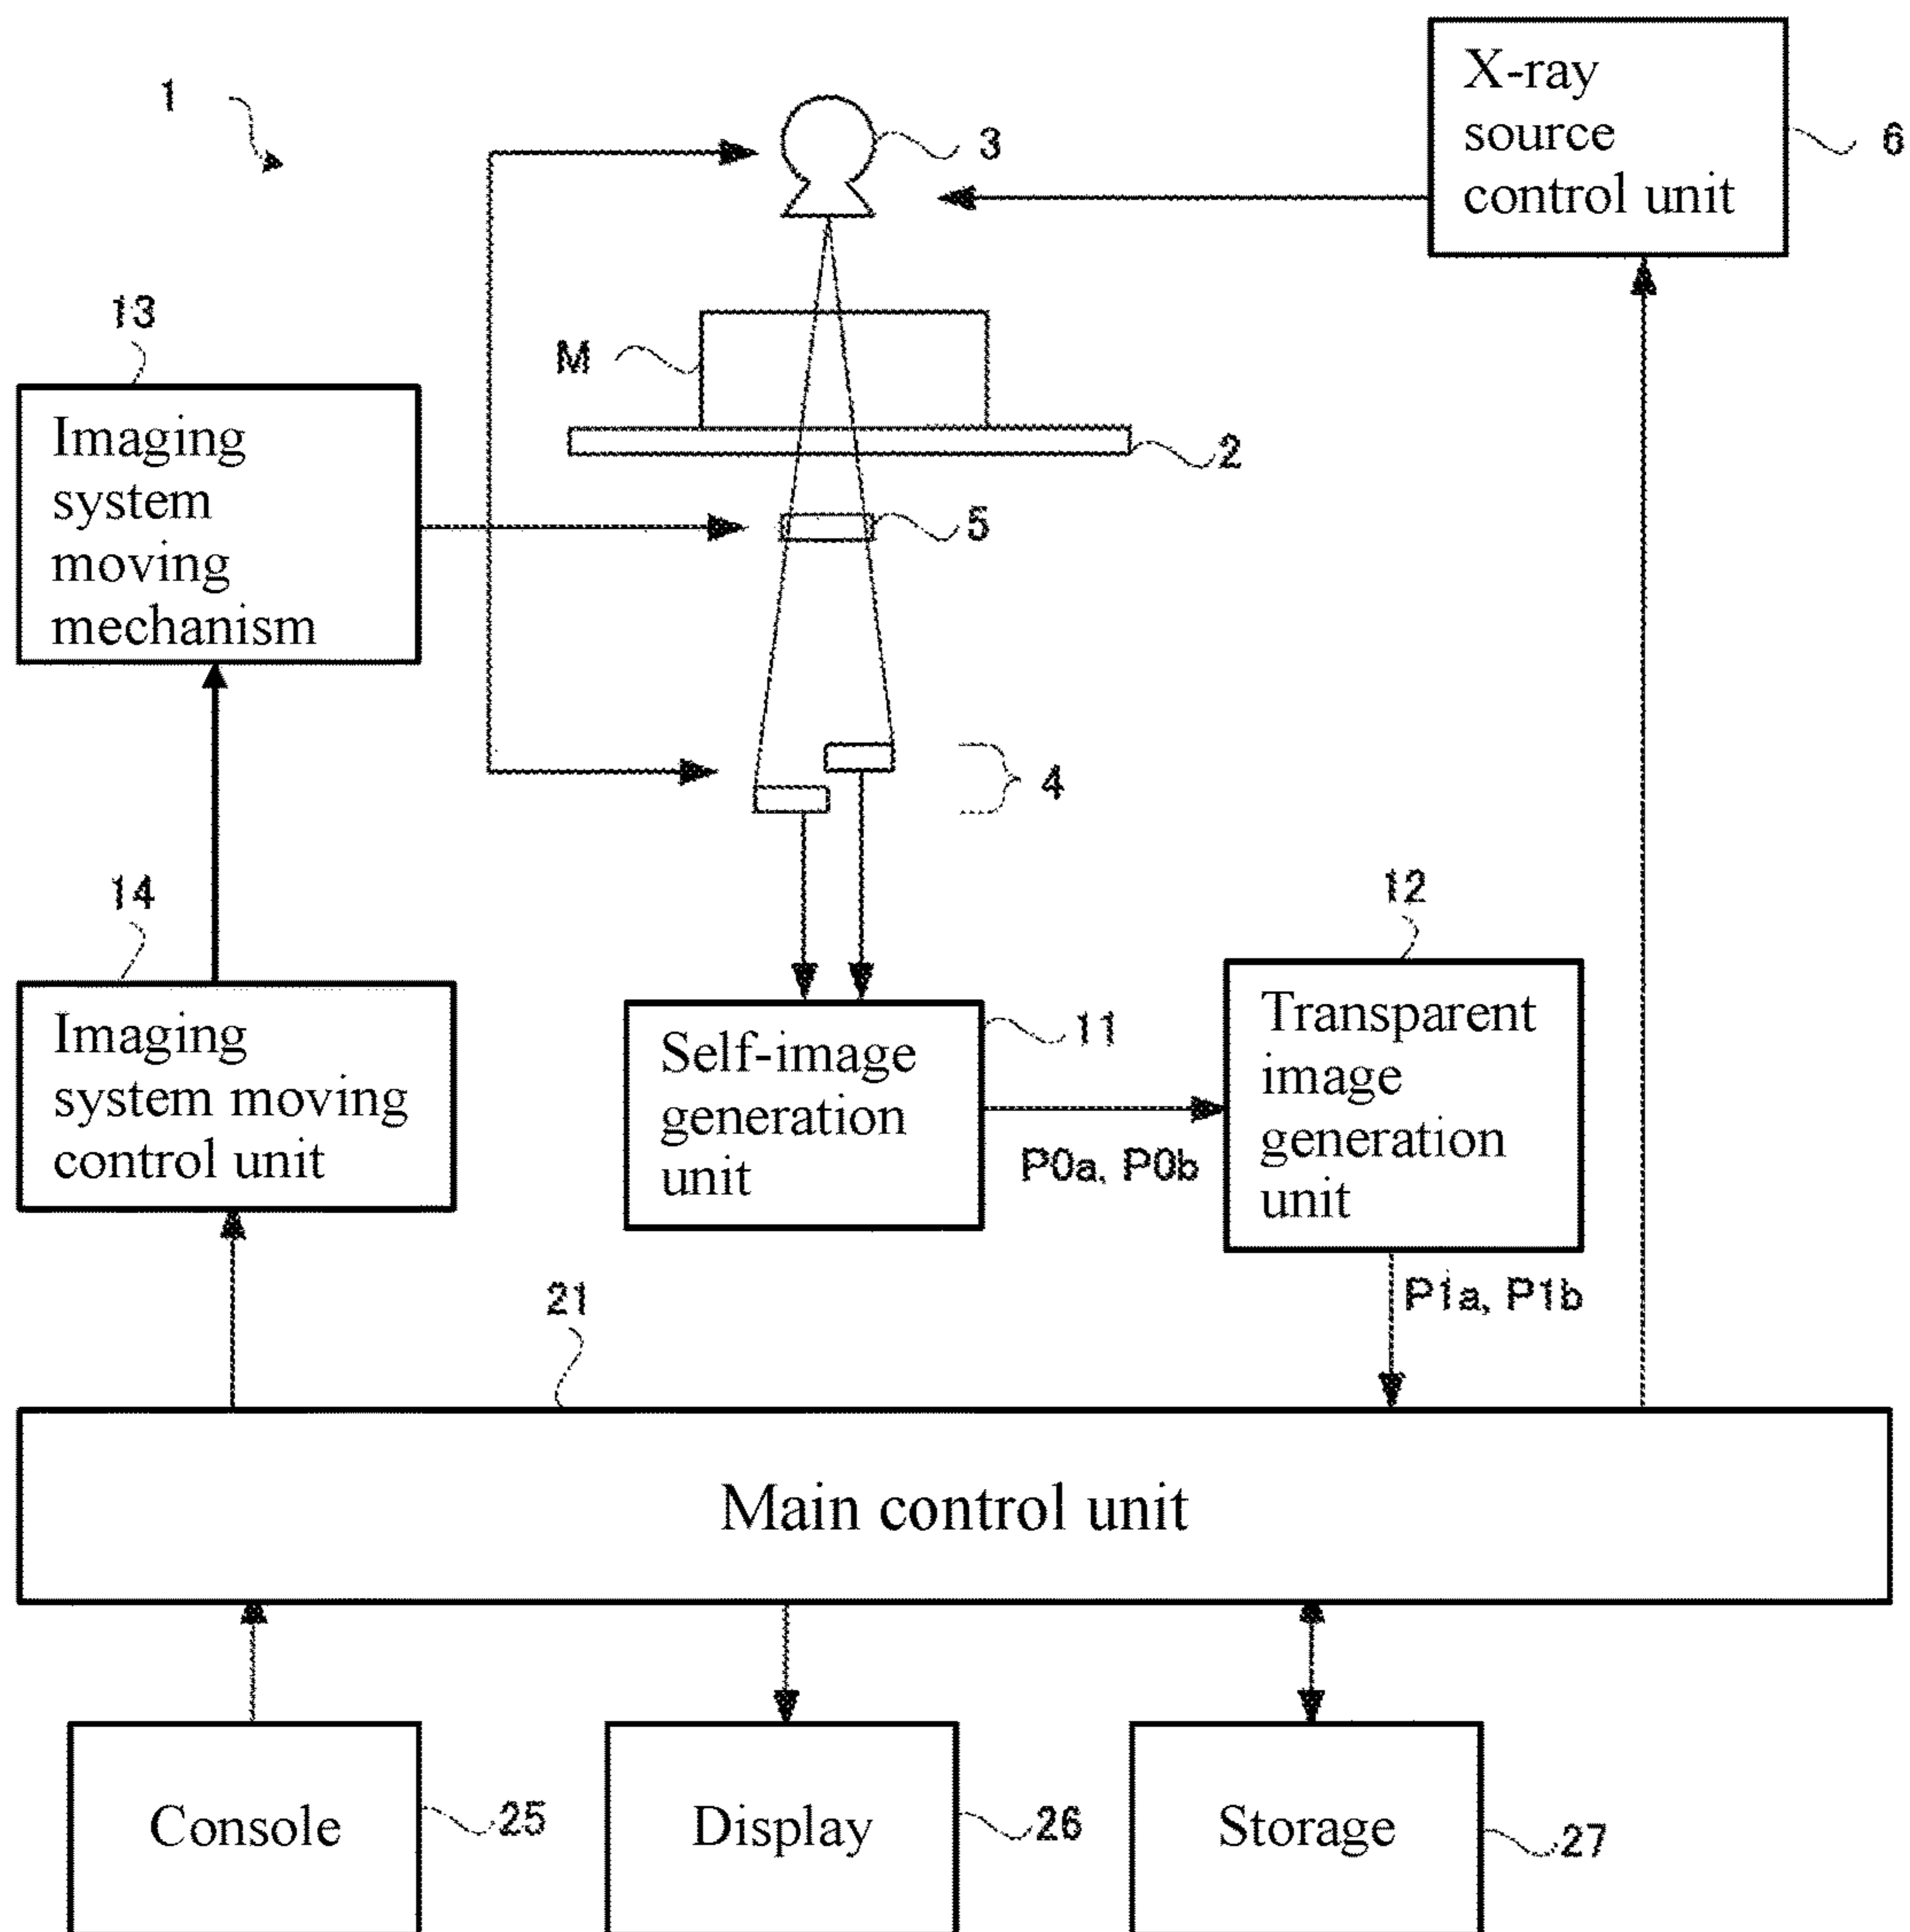 1
3
X-ray
source
control unit
6
13
M
Imaging
system
moving
mechanism
2
5
4
14
12
Imaging
system moving
control unit
Self-image
generation
unit
11
Transparent
image
generation
unit
P0a, P0b
P1a, P1b
21
Main control unit
Console
25
Display
26
Storage
27